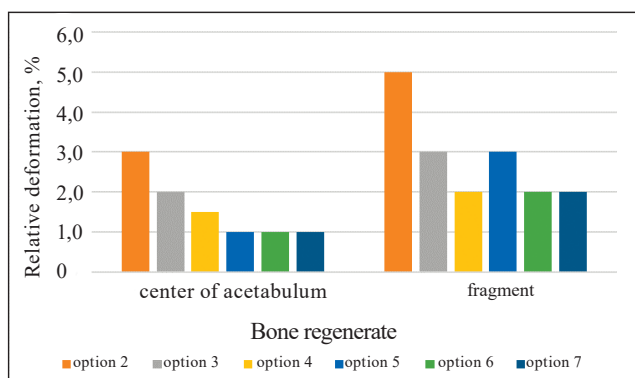 Relative deformation, %
6,0
5,0
4,0
3,0
2,0
1,0
0
center of acetabulum
fragment
Bone regenerate
option 2 option 3 option 4 option 5 option 6 option 7